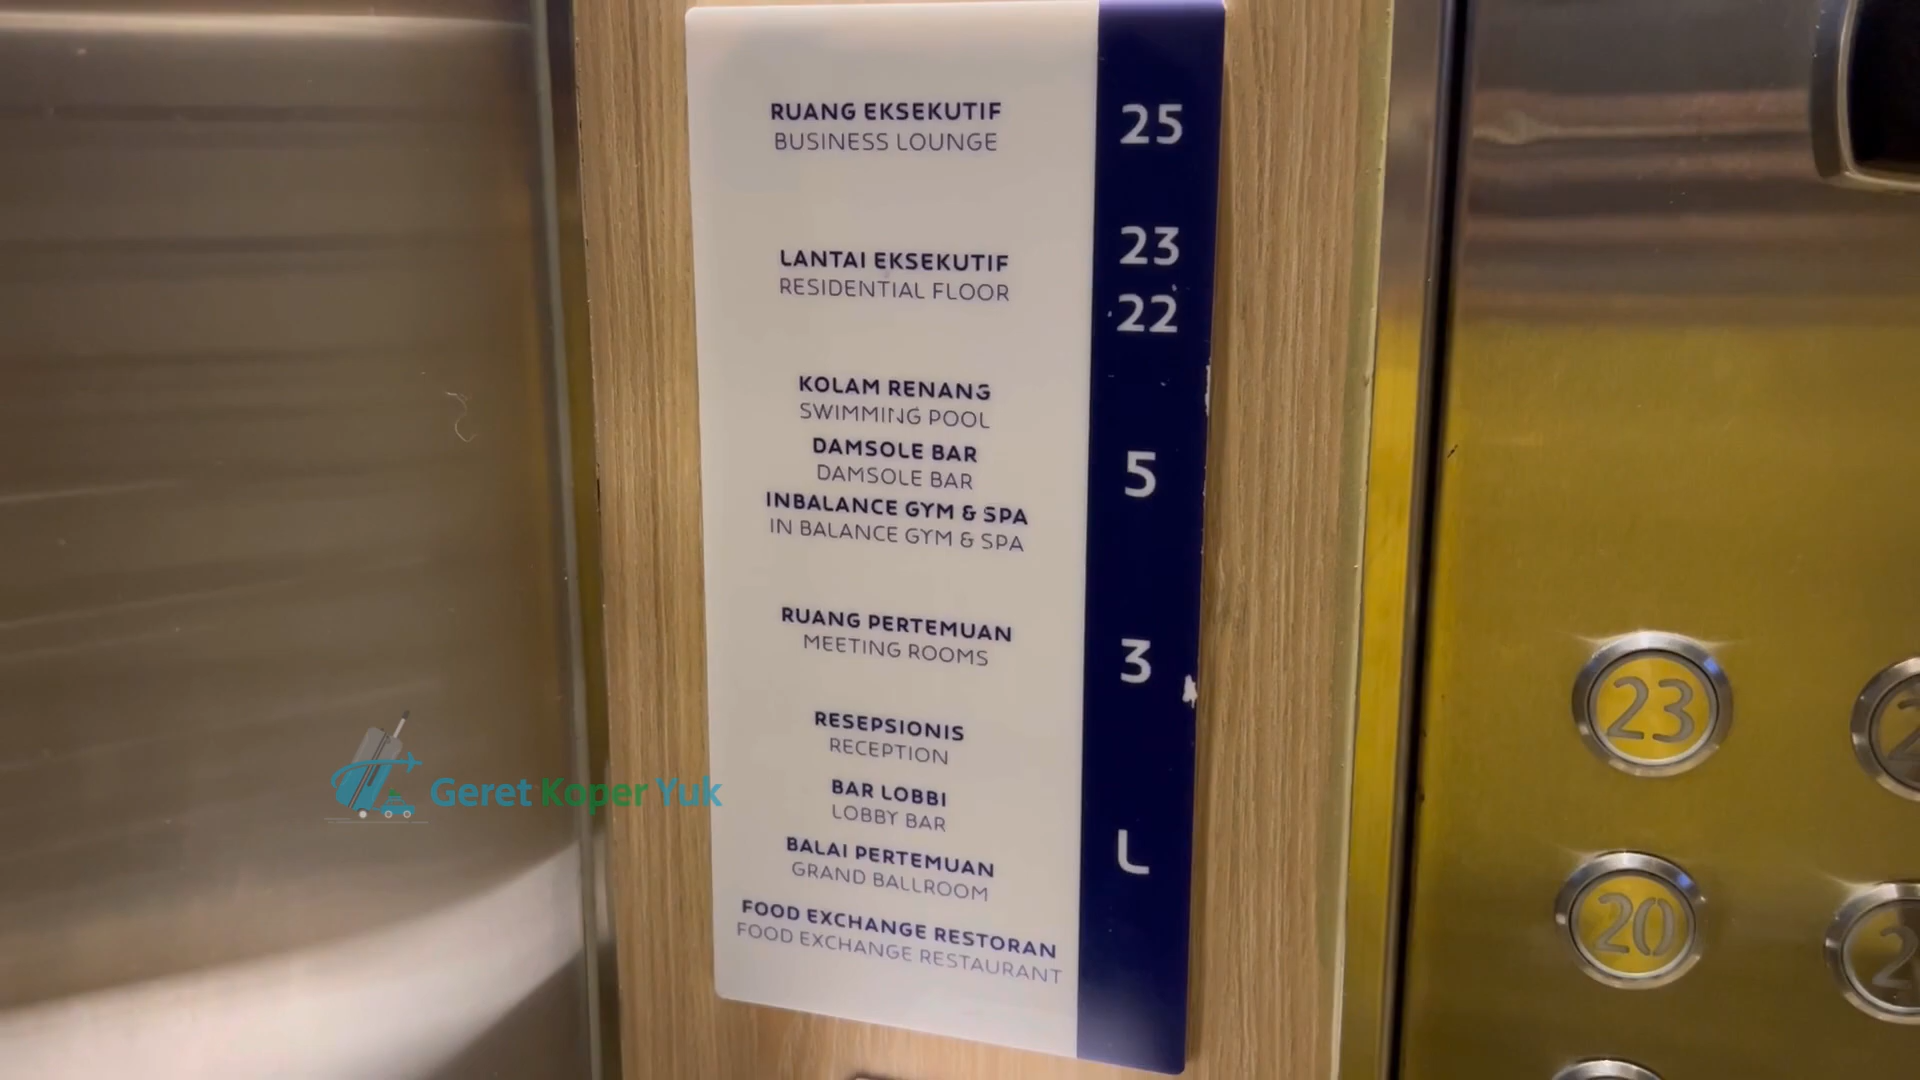 RUANG EKSEKUTIF
BUSINESS LOUNGE
25
LANTAI EKSEKUTIF
RESIDENTIAL FLOOR
23
22
KOLAM RENANG
SWIMMING POOL
DAMSOLE BAR
DAMSOLE BAR
INBALANCE GYM & SPA
IN BALANCE GYM & SPA
5
RUANG PERTEMUAN
MEETING ROOMS
3
RESEPSIONIS
RECEPTION
BAR LOBBI
LOBBY BAR
BALAI PERTEMUAN
GRAND BALLROOM
FOOD EXCHANGE RESTORAN
FOOD EXCHANGE RESTAURANT
L
23
20
Geret Koper Yuk